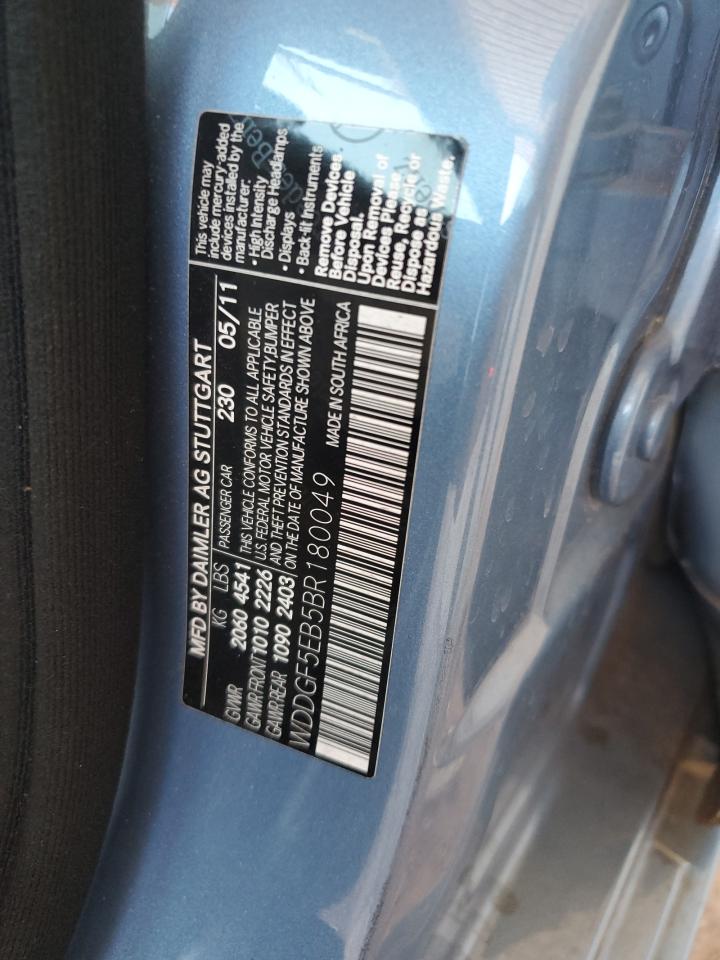 MFD BY DAIMLER AG STUTTGART
PASSENGER CAR 230 05/11
KG LBS
GVWR 2060 4541
GAWR FRONT 1010 2226
GAWR REAR 1090 2403
THIS VEHICLE CONFORMS TO ALL APPLICABLE
U.S. FEDERAL MOTOR VEHICLE SAFETY,BUMPER
AND THEFT PREVENTION STANDARDS IN EFFECT
ON THE DATE OF MANUFACTURE SHOWN ABOVE
WDDGF5EB5BR180049 MADE IN SOUTH AFRICA
This vehicle may
include mercury-added
devices installed by the
manufacturer:
• High Intensity
Discharge Headlamps
• Displays
• Back-lit Instruments
Remove Devices
Before Vehicle
Disposal.
Upon Removal of
Devices Please
Reuse, Recycle or
Dispose as
Hazardous Waste.